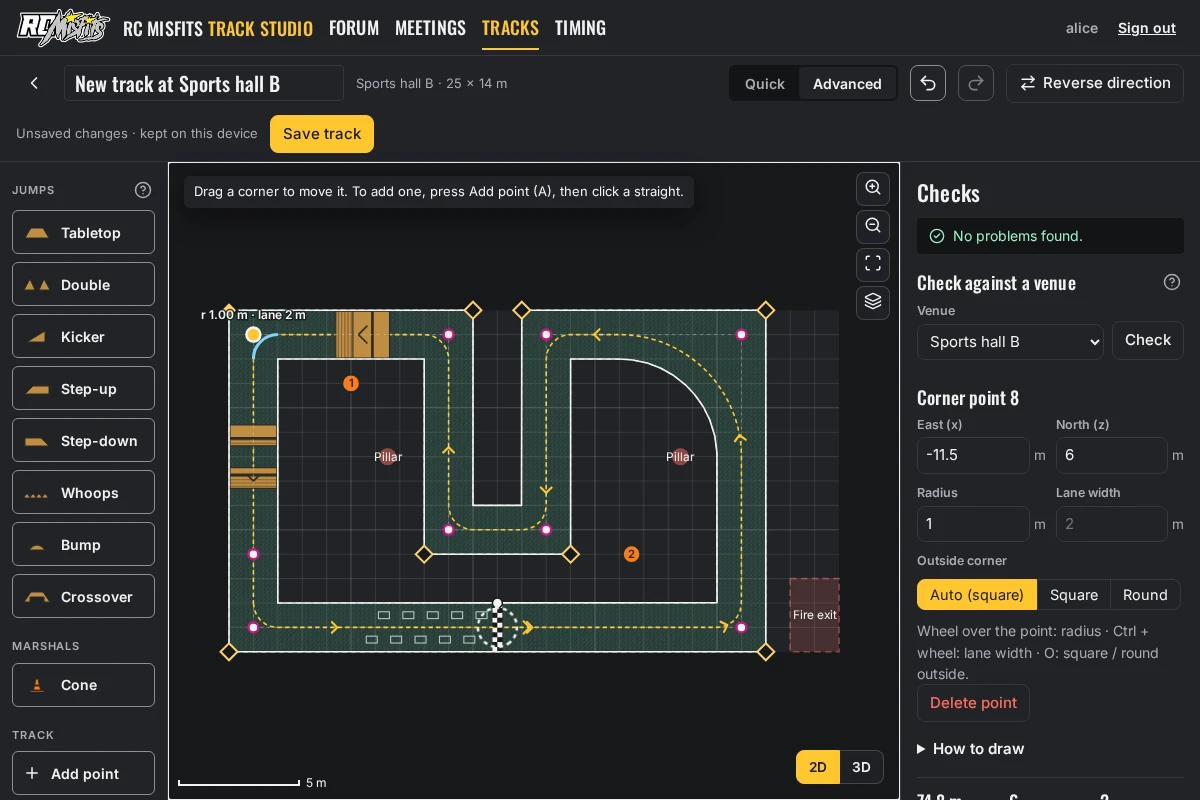 RC Misfits
RC MISFITS TRACK STUDIO
FORUM
MEETINGS
TRACKS
TIMING
alice
Sign out
New track at Sports hall B
Sports hall B · 25 × 14 m
Quick
Advanced
Reverse direction
Unsaved changes · kept on this device
Save track
JUMPS
Tabletop
Double
Kicker
Step-up
Step-down
Whoops
Bump
Crossover
MARSHALS
Cone
TRACK
Add point
Drag a corner to move it. To add one, press Add point (A), then click a straight.
r 1.00 m · lane 2 m
1
Pillar
Pillar
2
Fire exit
5 m
2D
3D
Checks
No problems found.
Check against a venue
Venue
Sports hall B
Check
Corner point 8
East (x)
North (z)
-11.5 m
6 m
Radius
Lane width
1 m
2 m
Outside corner
Auto (square)
Square
Round
Wheel over the point: radius · Ctrl +
wheel: lane width · O: square / round
outside.
Delete point
How to draw